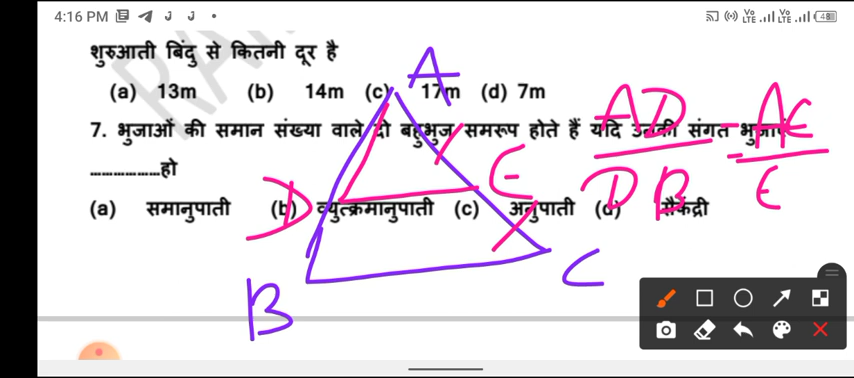 4:16 PM
शुरुआती बिंदु से कितनी दूर है
(a) 13m (b) 14m (c) 17m (d) 7m
7. भुजाओं की समान संख्या वाले दो बहुभुज समरूप होते हैं यदि उनकी संगत भुजाएं
..................हो
(a) समानुपाती (b) व्युत्क्रमानुपाती (c) अनुपाती (d)
A
B
C
D
E
AD = AE
DB E